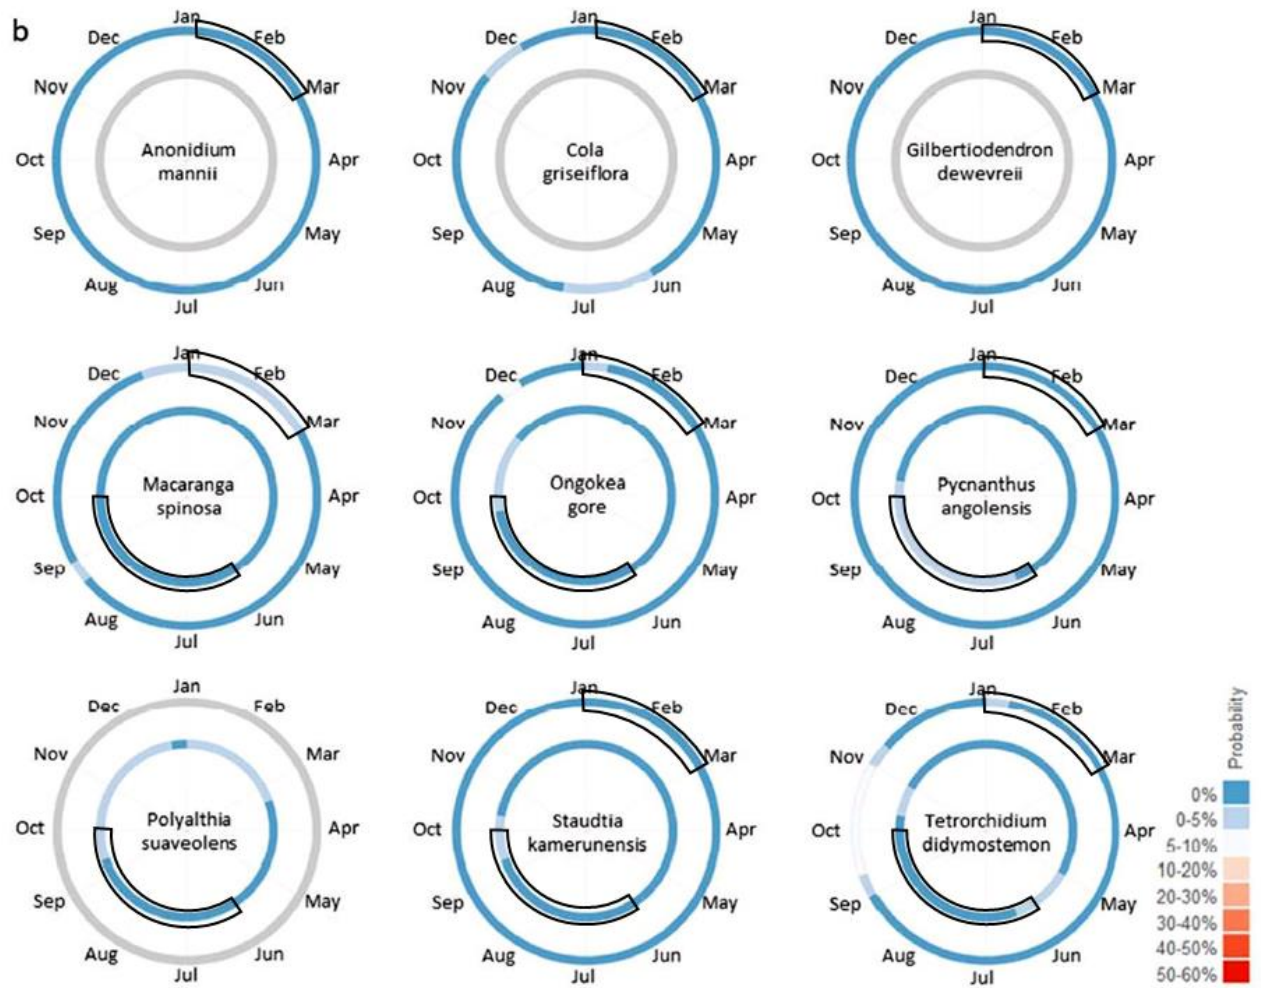 b
Jan
Feb
Mar
Apr
May
Jun
Jul
Aug
Sep
Oct
Nov
Dec
Anonidium
mannii
Jan
Feb
Mar
Apr
May
Jun
Jul
Aug
Sep
Oct
Nov
Dec
Cola
griseiflora
Jan
Feb
Mar
Apr
May
Jun
Jul
Aug
Sep
Oct
Nov
Dec
Gilbertiodendron
dewevreii
Jan
Feb
Mar
Apr
May
Jun
Jul
Aug
Sep
Oct
Nov
Dec
Macaranga
spinosa
Jan
Feb
Mar
Apr
May
Jun
Jul
Aug
Sep
Oct
Nov
Dec
Ongokea
gore
Jan
Feb
Mar
Apr
May
Jun
Jul
Aug
Sep
Oct
Nov
Dec
Pycnanthus
angolensis
Jan
Feb
Mar
Apr
May
Jun
Jul
Aug
Sep
Oct
Nov
Dec
Polyalthia
suaveolens
Jan
Feb
Mar
Apr
May
Jun
Jul
Aug
Sep
Oct
Nov
Dec
Staudtia
kamerunensis
Jan
Feb
Mar
Apr
May
Jun
Jul
Aug
Sep
Oct
Nov
Dec
Tetrorchidium
didymostemon
Probability
0%
0-5%
5-10%
10-20%
20-30%
30-40%
40-50%
50-60%